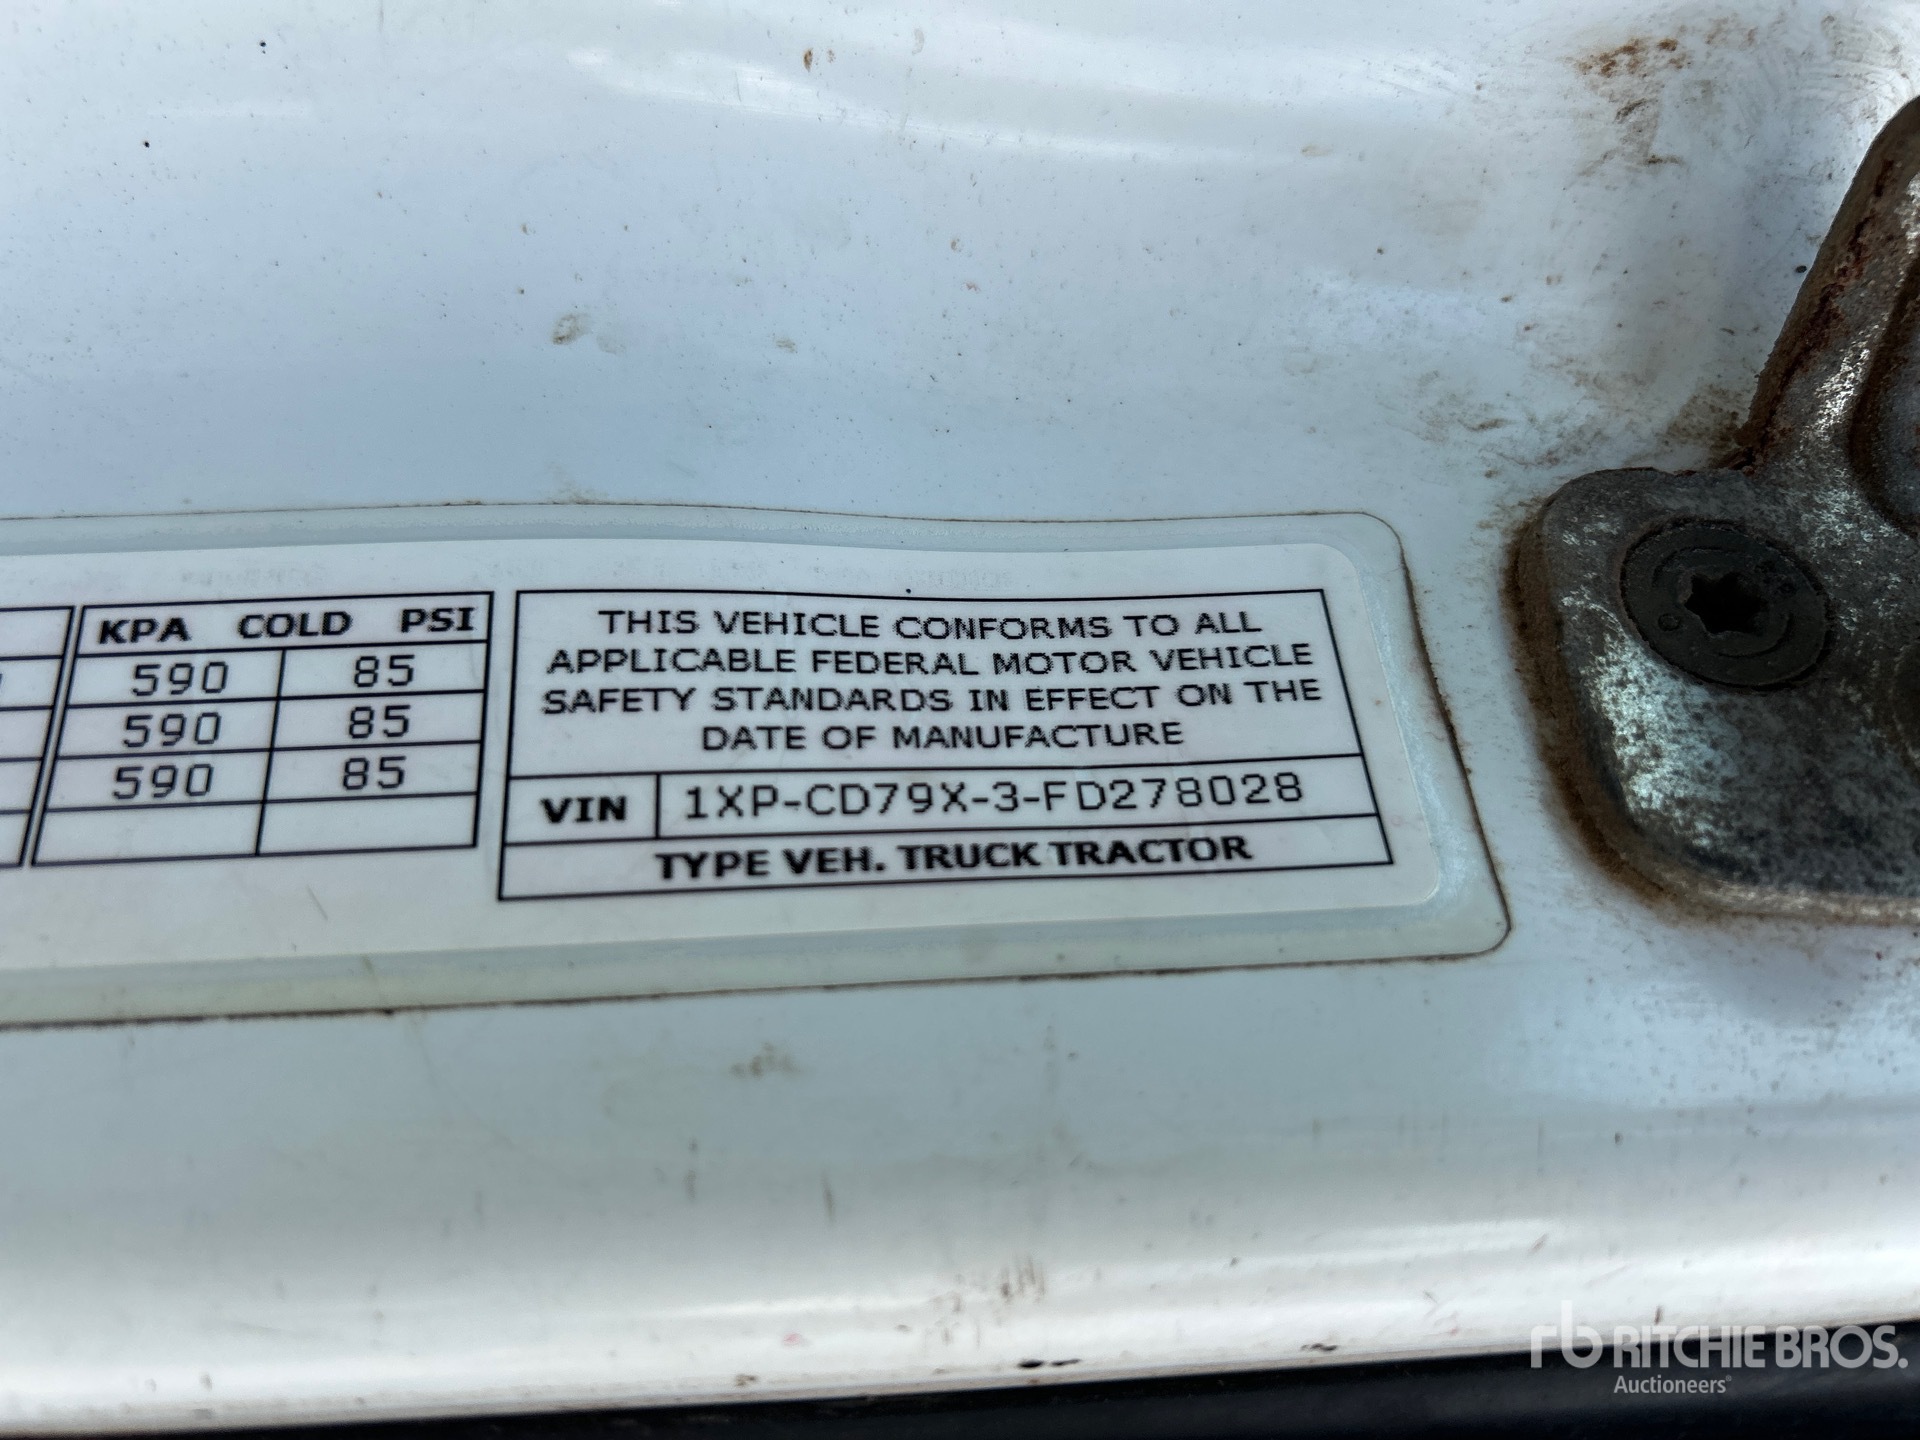 KPA COLD PSI
590 85
590 85
590 85
THIS VEHICLE CONFORMS TO ALL
APPLICABLE FEDERAL MOTOR VEHICLE
SAFETY STANDARDS IN EFFECT ON THE
DATE OF MANUFACTURE
VIN 1XP-CD79X-3-FD278028
TYPE VEH. TRUCK TRACTOR
rb RITCHIE BROS.
Auctioneers